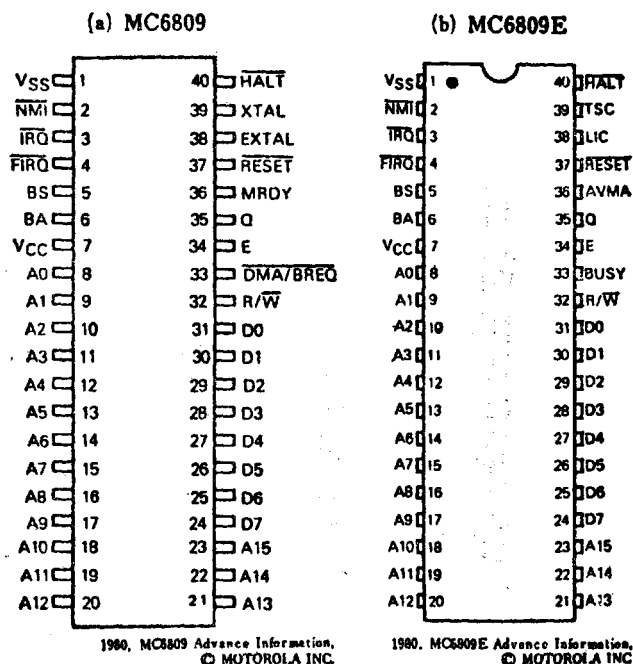 (a) MC6809
VSS 1 40 HALT
NMI 2 39 XTAL
IRQ 3 38 EXTAL
FIRQ 4 37 RESET
BS 5 36 MRDY
BA 6 35 Q
VCC 7 34 E
A0 8 33 DMA/BREQ
A1 9 32 R/W
A2 10 31 D0
A3 11 30 D1
A4 12 29 D2
A5 13 28 D3
A6 14 27 D4
A7 15 26 D5
A8 16 25 D6
A9 17 24 D7
A10 18 23 A15
A11 19 22 A14
A12 20 21 A13
1980, MC6809 Advance Information,
© MOTOROLA INC.
(b) MC6809E
VSS 1 40 HALT
NMI 2 39 TSC
IRQ 3 38 LIC
FIRQ 4 37 RESET
BS 5 36 AVMA
BA 6 35 Q
VCC 7 34 E
A0 8 33 BUSY
A1 9 32 R/W
A2 10 31 D0
A3 11 30 D1
A4 12 29 D2
A5 13 28 D3
A6 14 27 D4
A7 15 26 D5
A8 16 25 D6
A9 17 24 D7
A10 18 23 A15
A11 19 22 A14
A12 20 21 A13
1980, MC6809E Advance Information,
© MOTOROLA INC.